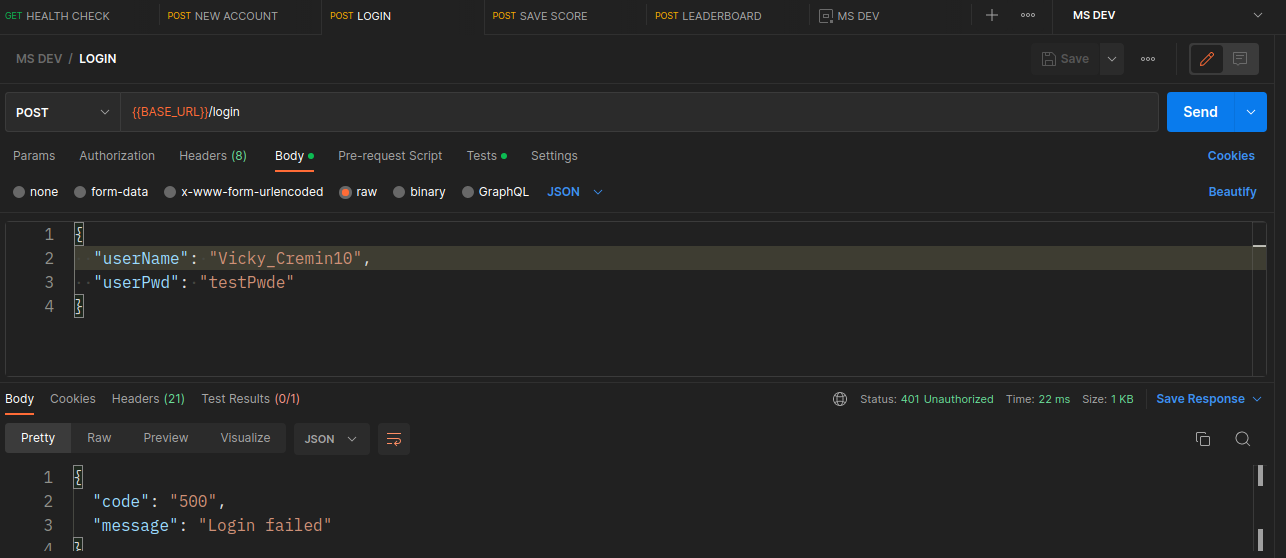 GET HEALTH CHECK POST NEW ACCOUNT POST LOGIN POST SAVE SCORE POST LEADERBOARD MS DEV MS DEV
MS DEV / LOGIN Save
POST {{BASE_URL}}/login Send
Params Authorization Headers (8) Body Pre-request Script Tests Settings Cookies
none form-data x-www-form-urlencoded raw binary GraphQL JSON Beautify
1 {
2 "userName": "Vicky_Cremin10",
3 "userPwd": "testPwde"
4 }
Body Cookies Headers (21) Test Results (0/1) Status: 401 Unauthorized Time: 22 ms Size: 1 KB Save Response
Pretty Raw Preview Visualize JSON
1 {
2 "code": "500",
3 "message": "Login failed"
4 }